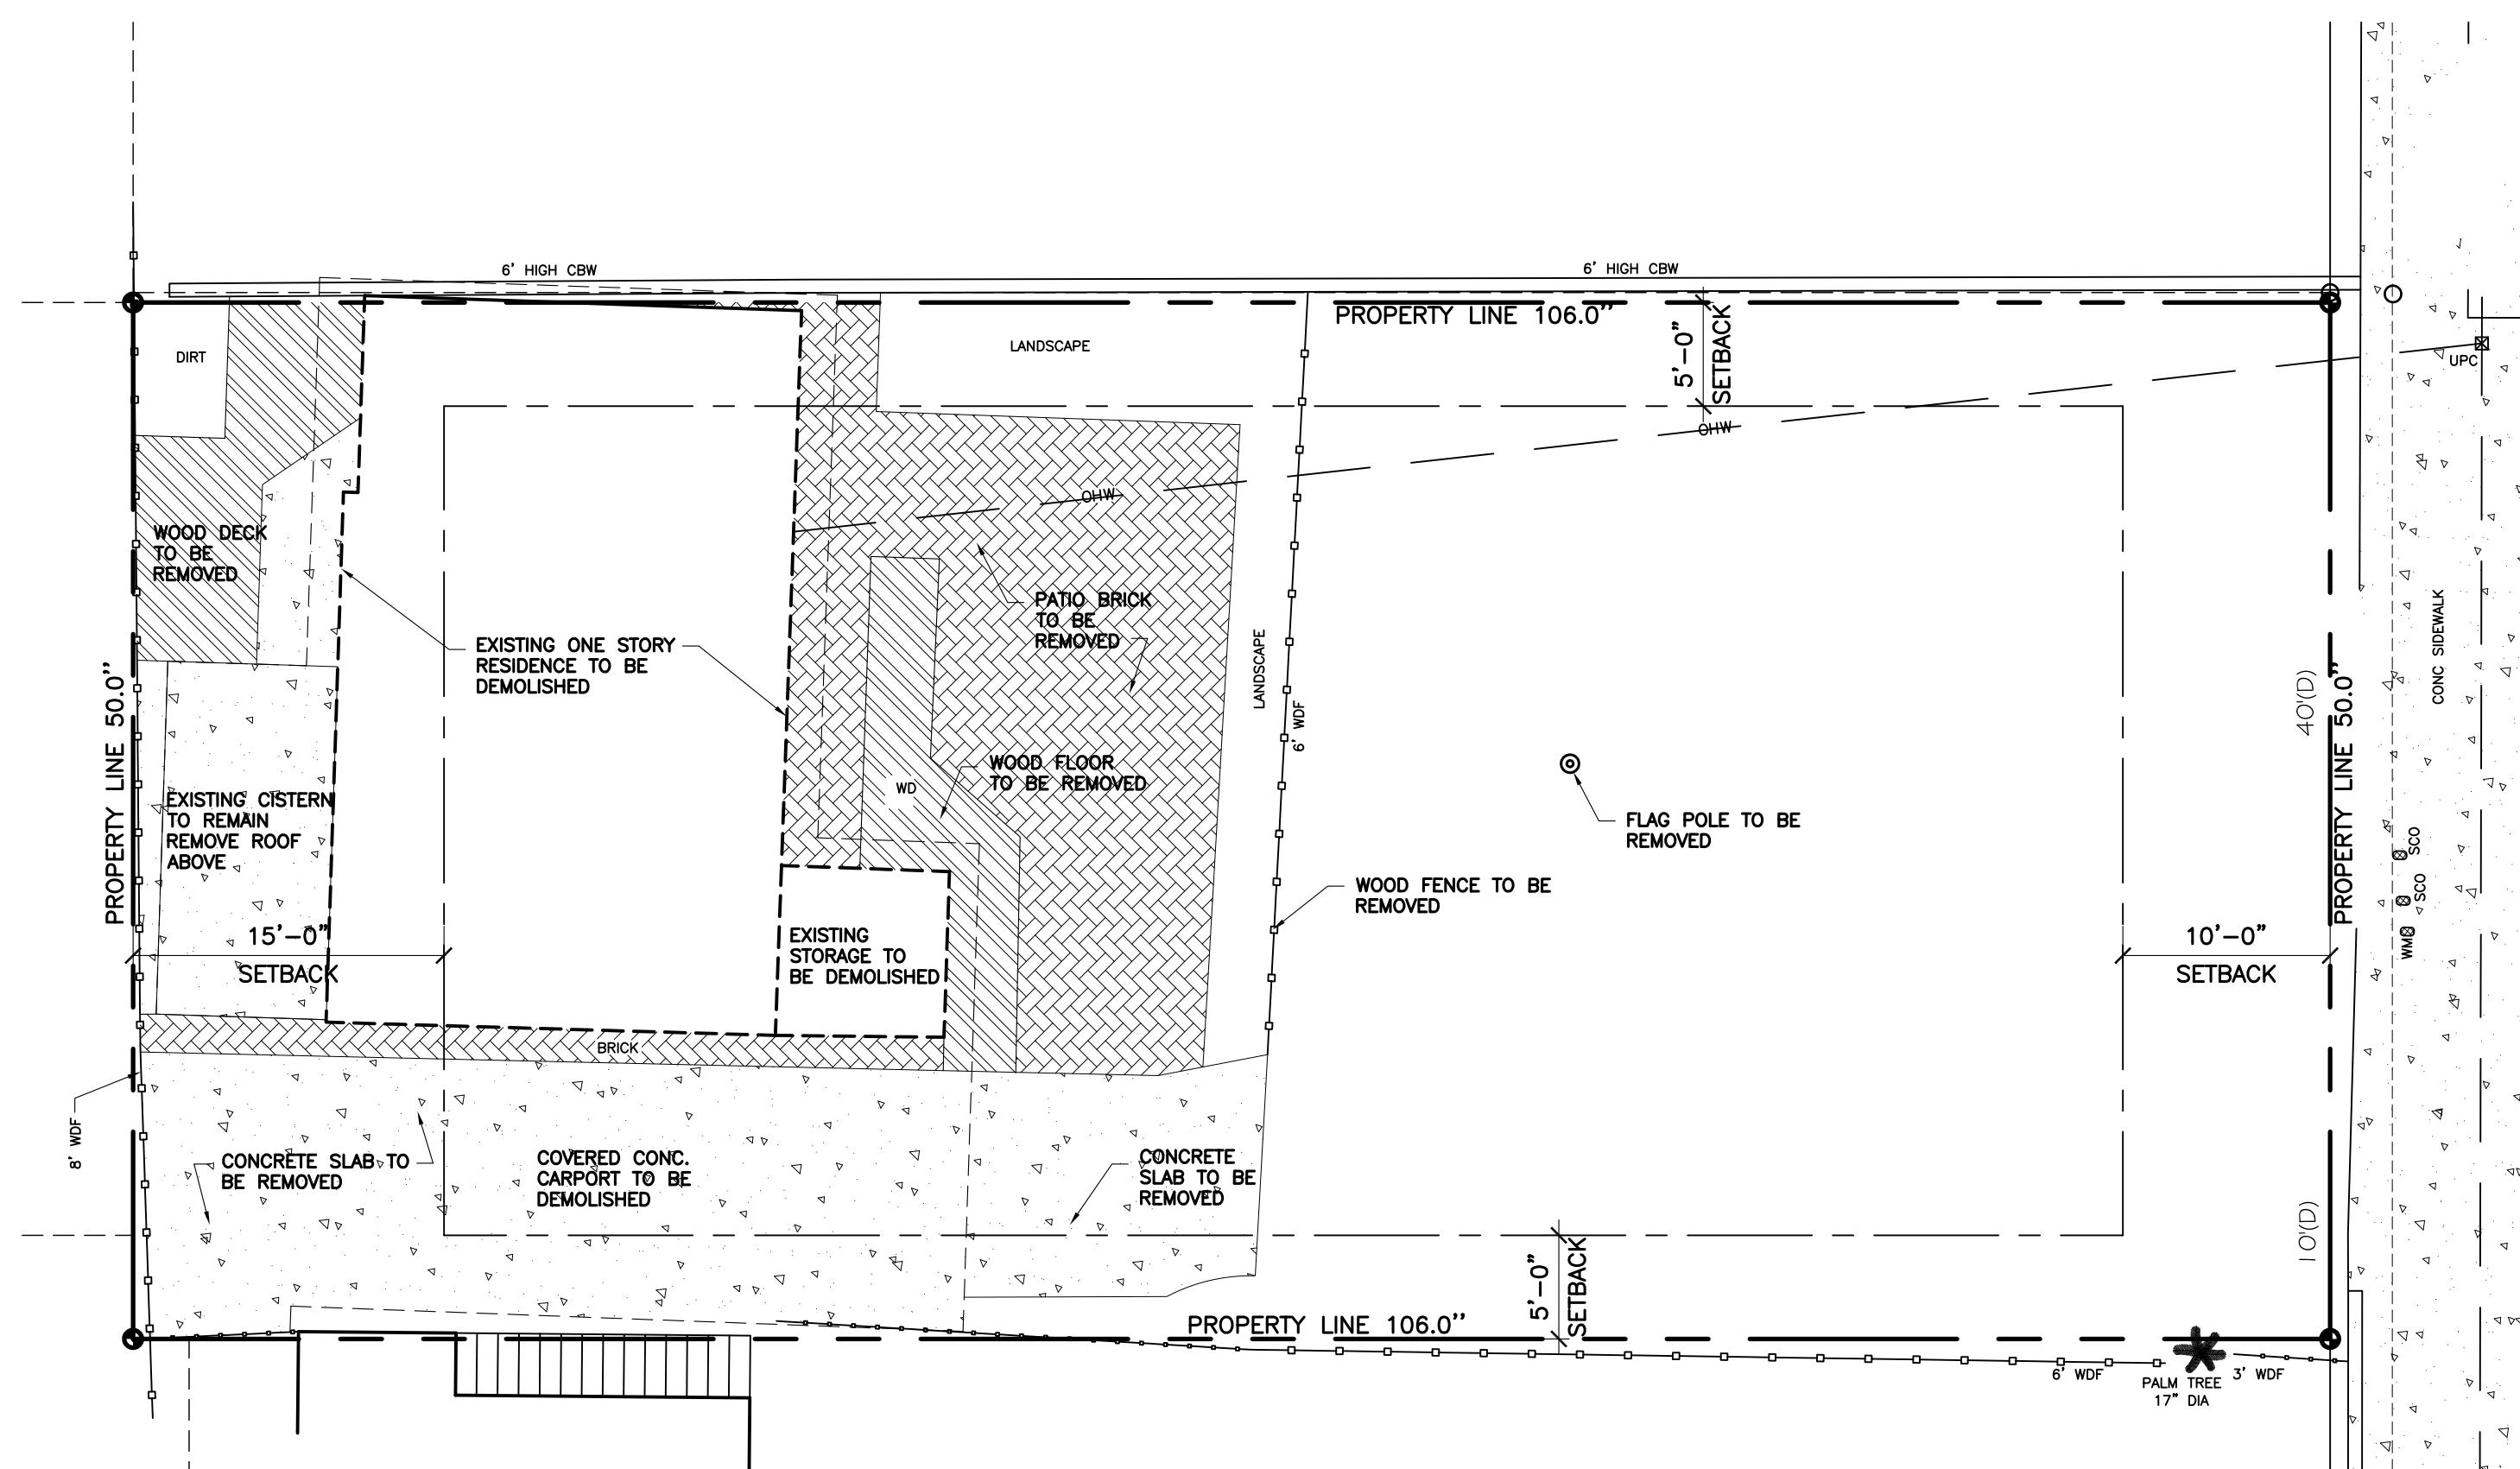 6' HIGH CBW
6' HIGH CBW
PROPERTY LINE 106.0"
5'-0"
SETBACK
DIRT
LANDSCAPE
UPC
OHW
OHW
WOOD DECK
TO BE
REMOVED
PATIO BRICK
TO BE
REMOVED
EXISTING ONE STORY
RESIDENCE TO BE
DEMOLISHED
LANDSCAPE
6' WDF
CONC SIDEWALK
40'(D)
PROPERTY LINE 50.0"
PROPERTY LINE 50.0"
WOOD FLOOR
TO BE REMOVED
WD
EXISTING CISTERN
TO REMAIN
REMOVE ROOF
ABOVE
FLAG POLE TO BE
REMOVED
SCO
SCO
WM
WOOD FENCE TO BE
REMOVED
15'-0"
SETBACK
EXISTING
STORAGE TO
BE DEMOLISHED
10'-0"
SETBACK
BRICK
8' WDF
CONCRETE SLAB TO
BE REMOVED
COVERED CONC.
CARPORT TO BE
DEMOLISHED
CONCRETE
SLAB TO BE
REMOVED
10'(D)
5'-0"
SETBACK
PROPERTY LINE 106.0"
6' WDF
PALM TREE
17" DIA
3' WDF